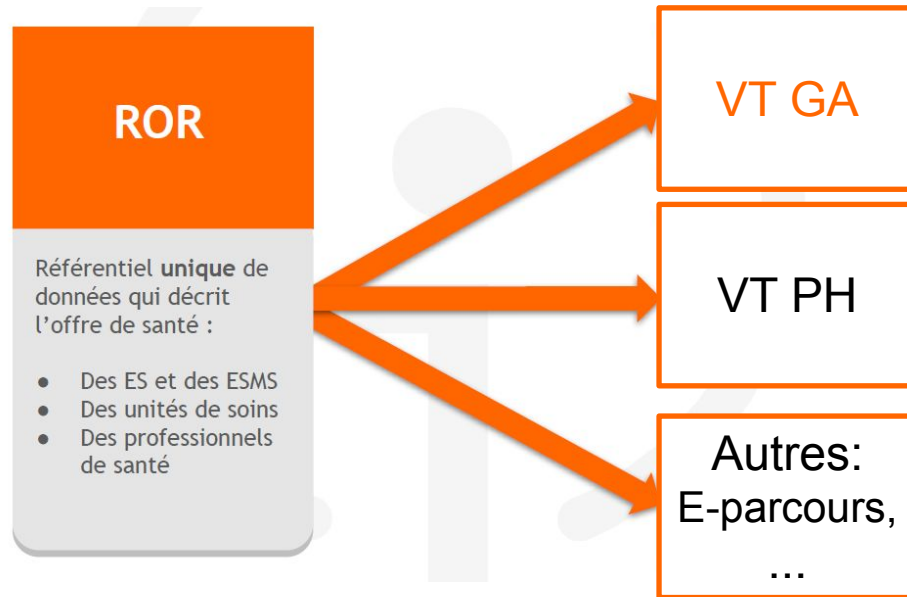 ROR
Référentiel unique de
données qui décrit
l’offre de santé :
● Des ES et des ESMS
● Des unités de soins
● Des professionnels
de santé
VT GA
VT PH
Autres:
E-parcours,
...